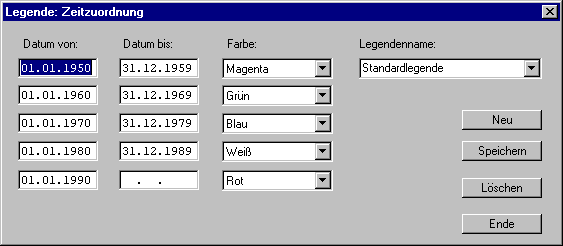 Legende: Zeitzuordnung
Datum von: Datum bis: Farbe: Legendenname:
01.01.1950 31.12.1959 Magenta Standardlegende
01.01.1960 31.12.1969 Grün
01.01.1970 31.12.1979 Blau Neu
01.01.1980 31.12.1989 Weiß Speichern
01.01.1990 . . Rot Löschen
Ende